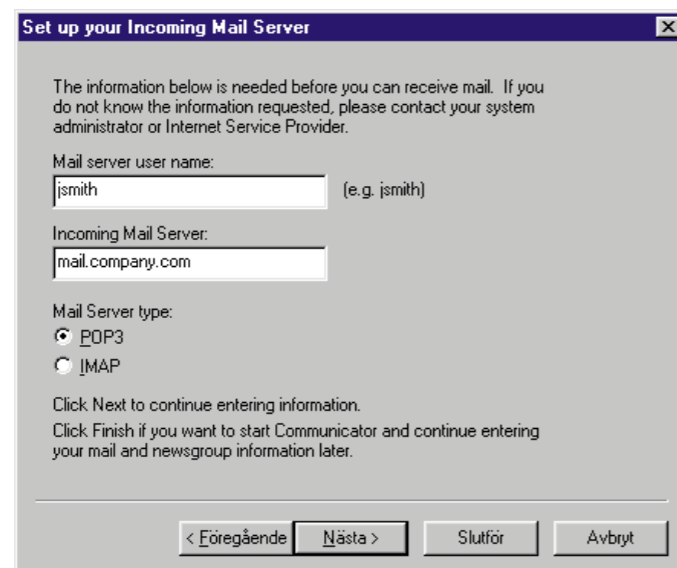 Set up your Incoming Mail Server
The information below is needed before you can receive mail. If you
do not know the information requested, please contact your system
administrator or Internet Service Provider.
Mail server user name:
jsmith (e.g. jsmith)
Incoming Mail Server:
mail.company.com
Mail Server type:
POP3
IMAP
Click Next to continue entering information.
Click Finish if you want to start Communicator and continue entering
your mail and newsgroup information later.
< Föregående Nästa > Slutför Avbryt